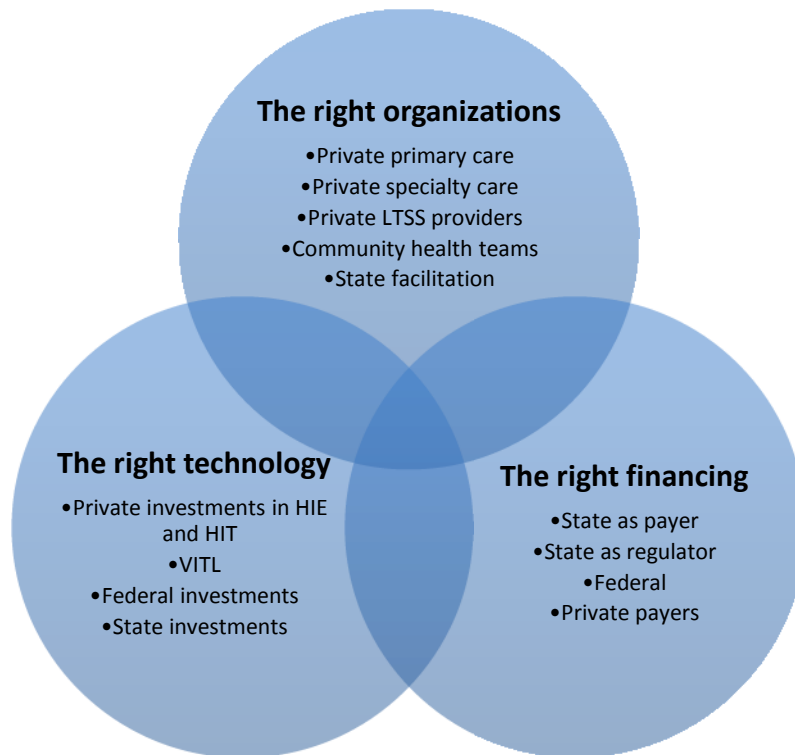 The right organizations
•Private primary care
•Private specialty care
•Private LTSS providers
•Community health teams
•State facilitation
The right technology
•Private investments in HIE
and HIT
•VITL
•Federal investments
•State investments
The right financing
•State as payer
•State as regulator
•Federal
•Private payers